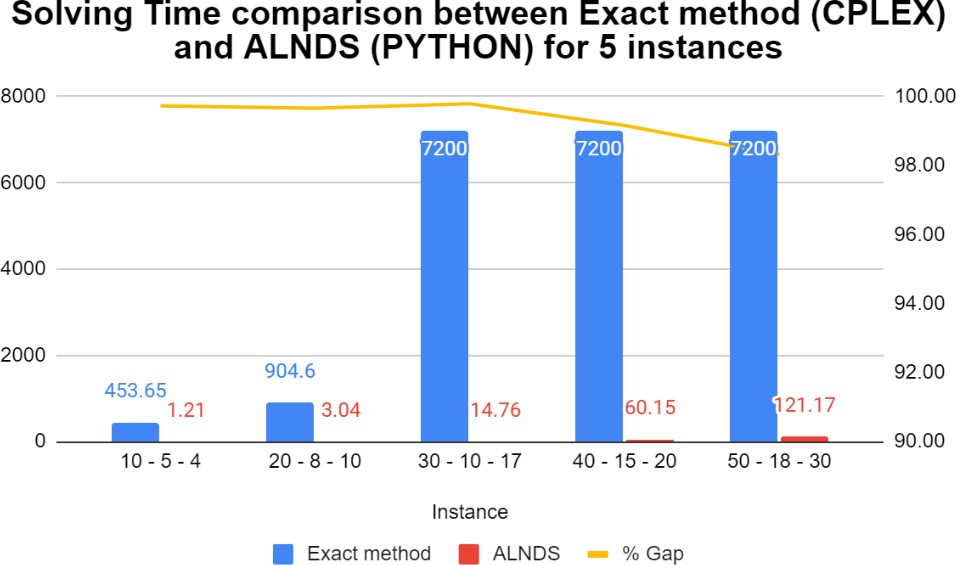 Solving Time comparison between Exact method (CPLEX)
and ALNDS (PYTHON) for 5 instances
8000
100.00
7200
7200
7200
98.00
6000
96.00
4000
94.00
2000
92.00
904.6
453.65
1.21
3.04
14.76
60.15
121.17
0
90.00
10 - 5 - 4
20 - 8 - 10
30 - 10 - 17
40 - 15 - 20
50 - 18 - 30
Instance
Exact method
ALNDS
% Gap